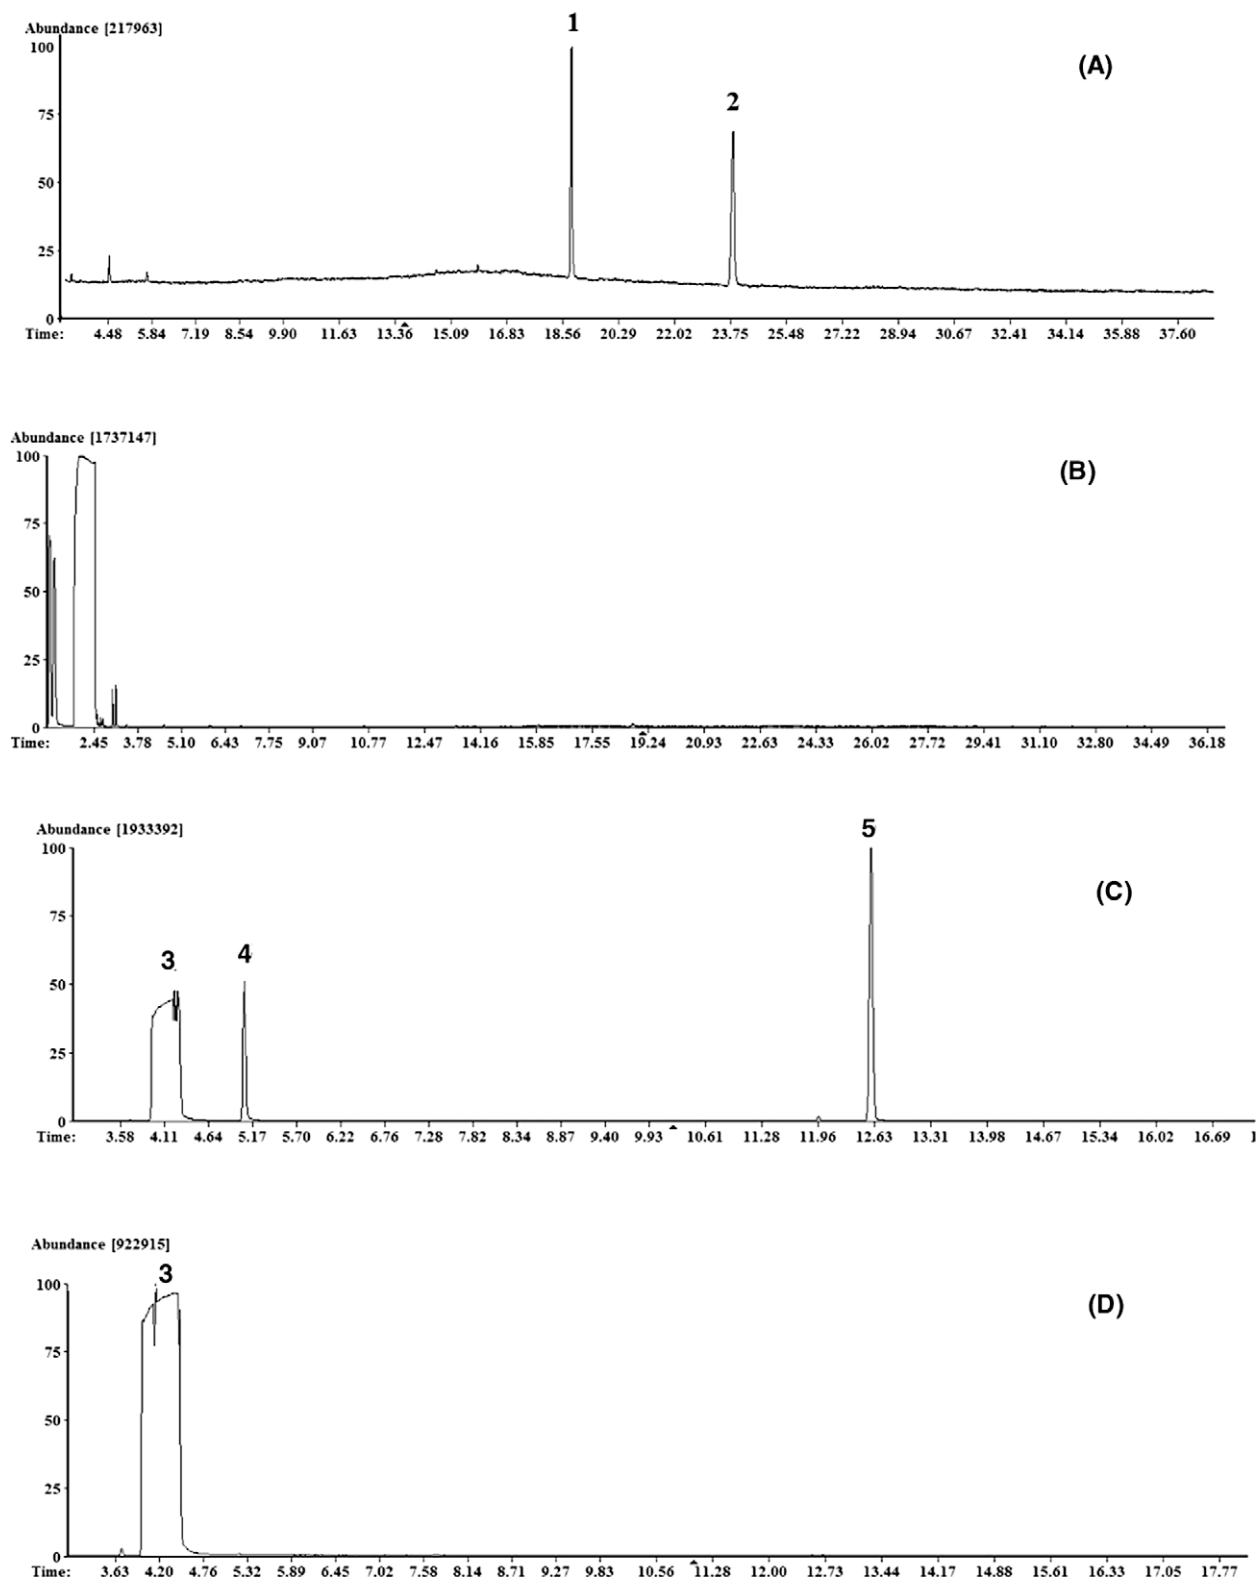 Abundance [217963]
1
(A)
2
100
75
50
25
0
Time: 4.48 5.84 7.19 8.54 9.90 11.63 13.36 15.09 16.83 18.56 20.29 22.02 23.75 25.48 27.22 28.94 30.67 32.41 34.14 35.88 37.60
Abundance [1737147]
(B)
100
75
50
25
0
Time: 2.45 3.78 5.10 6.43 7.75 9.07 10.77 12.47 14.16 15.85 17.55 19.24 20.93 22.63 24.33 26.02 27.72 29.41 31.10 32.80 34.49 36.18
Abundance [1933392]
5
(C)
3
4
100
75
50
25
0
Time: 3.58 4.11 4.64 5.17 5.70 6.22 6.76 7.28 7.82 8.34 8.87 9.40 9.93 10.61 11.28 11.96 12.63 13.31 13.98 14.67 15.34 16.02 16.69 1
Abundance [922915]
3
(D)
100
75
50
25
0
Time: 3.63 4.20 4.76 5.32 5.89 6.45 7.02 7.58 8.14 8.71 9.27 9.83 10.56 11.28 12.00 12.73 13.44 14.17 14.88 15.61 16.33 17.05 17.77